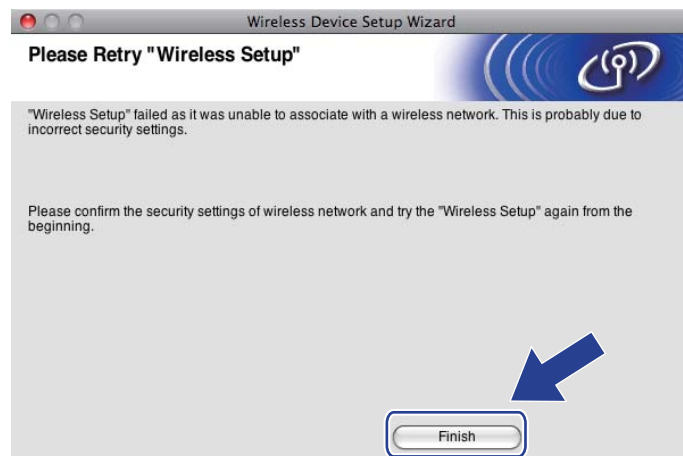 Wireless Device Setup Wizard
Please Retry "Wireless Setup"
"Wireless Setup" failed as it was unable to associate with a wireless network. This is probably due to
incorrect security settings.
Please confirm the security settings of wireless network and try the "Wireless Setup" again from the
beginning.
Finish